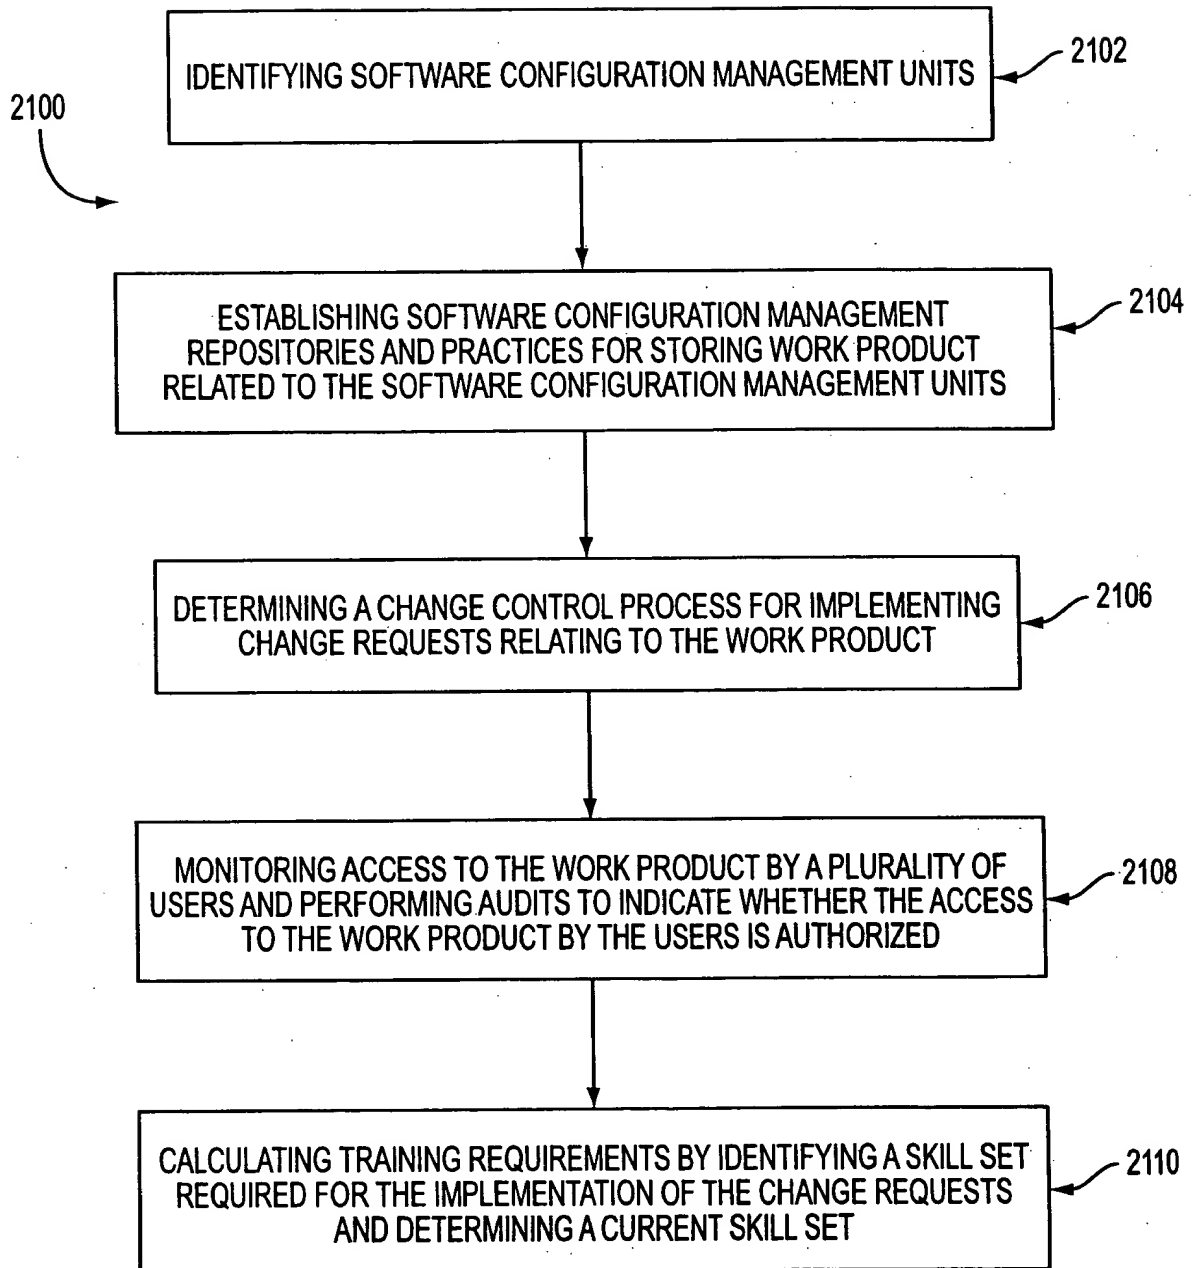 IDENTIFYING SOFTWARE CONFIGURATION MANAGEMENT UNITS
2102
2100
ESTABLISHING SOFTWARE CONFIGURATION MANAGEMENT
REPOSITORIES AND PRACTICES FOR STORING WORK PRODUCT
RELATED TO THE SOFTWARE CONFIGURATION MANAGEMENT UNITS
2104
DETERMINING A CHANGE CONTROL PROCESS FOR IMPLEMENTING
CHANGE REQUESTS RELATING TO THE WORK PRODUCT
2106
MONITORING ACCESS TO THE WORK PRODUCT BY A PLURALITY OF
USERS AND PERFORMING AUDITS TO INDICATE WHETHER THE ACCESS
TO THE WORK PRODUCT BY THE USERS IS AUTHORIZED
2108
CALCULATING TRAINING REQUIREMENTS BY IDENTIFYING A SKILL SET
REQUIRED FOR THE IMPLEMENTATION OF THE CHANGE REQUESTS
AND DETERMINING A CURRENT SKILL SET
2110